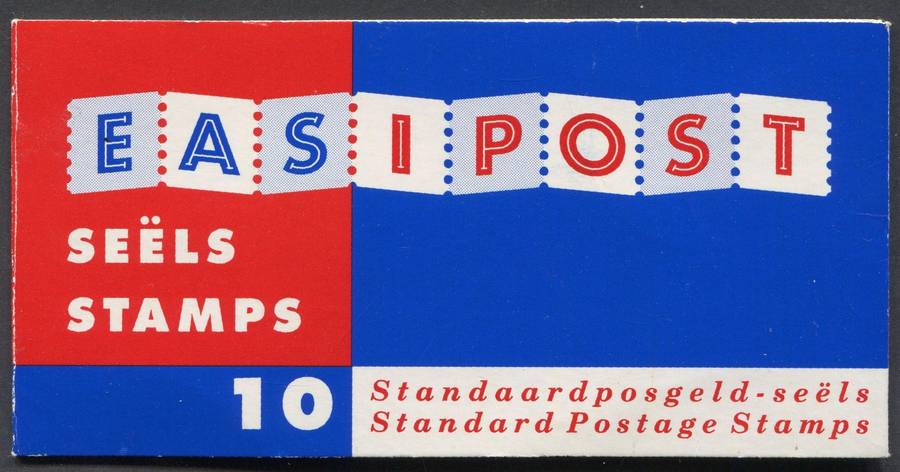 EASIPOST
SEËLS
STAMPS
10
Standaardposgeld-seëls
Standard Postage Stamps